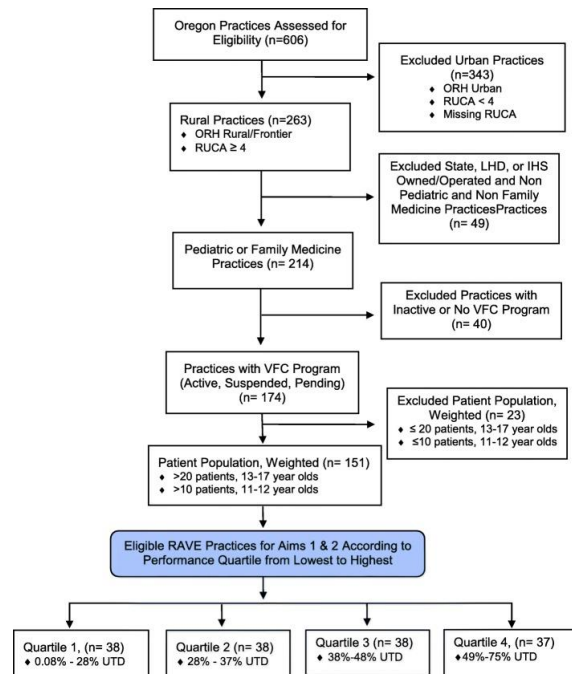 Oregon Practices Assessed for
Eligibility
(n=606)
Excluded Urban Practices
(n=343)
♦ ORH Urban
♦ RUCA < 4
♦ Missing RUCA
Rural Practices (n=263)
♦ ORH Rural/Frontier
♦ RUCA ≥ 4
Excluded State, LHD, or IHS
Owned/Operated and Non
Pediatric and Non Family
Medicine PracticesPractices
(n= 49)
Pediatric or Family Medicine
Practices (n= 214)
Excluded Practices with
Inactive or No VFC Program
(n= 40)
Practices with VFC Program
(Active, Suspended, Pending)
(n= 174)
Excluded Patient Population,
Weighted (n= 23)
♦ ≤ 20 patients, 13-17 year olds
♦ ≤10 patients, 11-12 year olds
Patient Population, Weighted (n= 151)
♦ >20 patients, 13-17 year olds
♦ >10 patients, 11-12 year olds
Eligible RAVE Practices for Aims 1 & 2 According to
Performance Quartile from Lowest to Highest
Quartile 1, (n= 38)
♦ 0.08% - 28% UTD
Quartile 2 (n= 38)
♦ 28% - 37% UTD
Quartile 3 (n= 38)
♦ 38%-48% UTD
Quartile 4, (n= 37)
♦49%-75% UTD